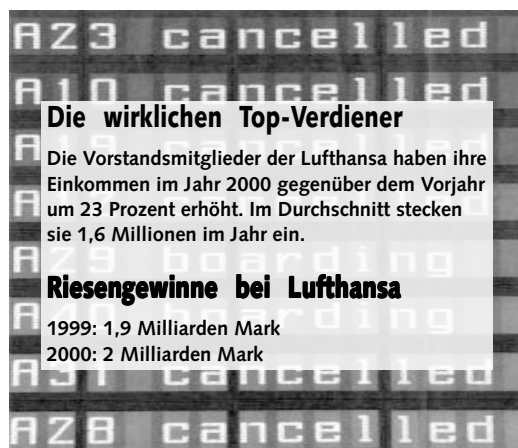 AZ3 cancelled
A10 cancelled
Die wirklichen Top-Verdiener
Die Vorstandsmitglieder der Lufthansa haben ihre
Einkommen im Jahr 2000 gegenüber dem Vorjahr
um 23 Prozent erhöht. Im Durchschnitt stecken
sie 1,6 Millionen im Jahr ein.
Riesengewinne bei Lufthansa
1999: 1,9 Milliarden Mark
2000: 2 Milliarden Mark
A31 cancelled
AZ8 cancelled